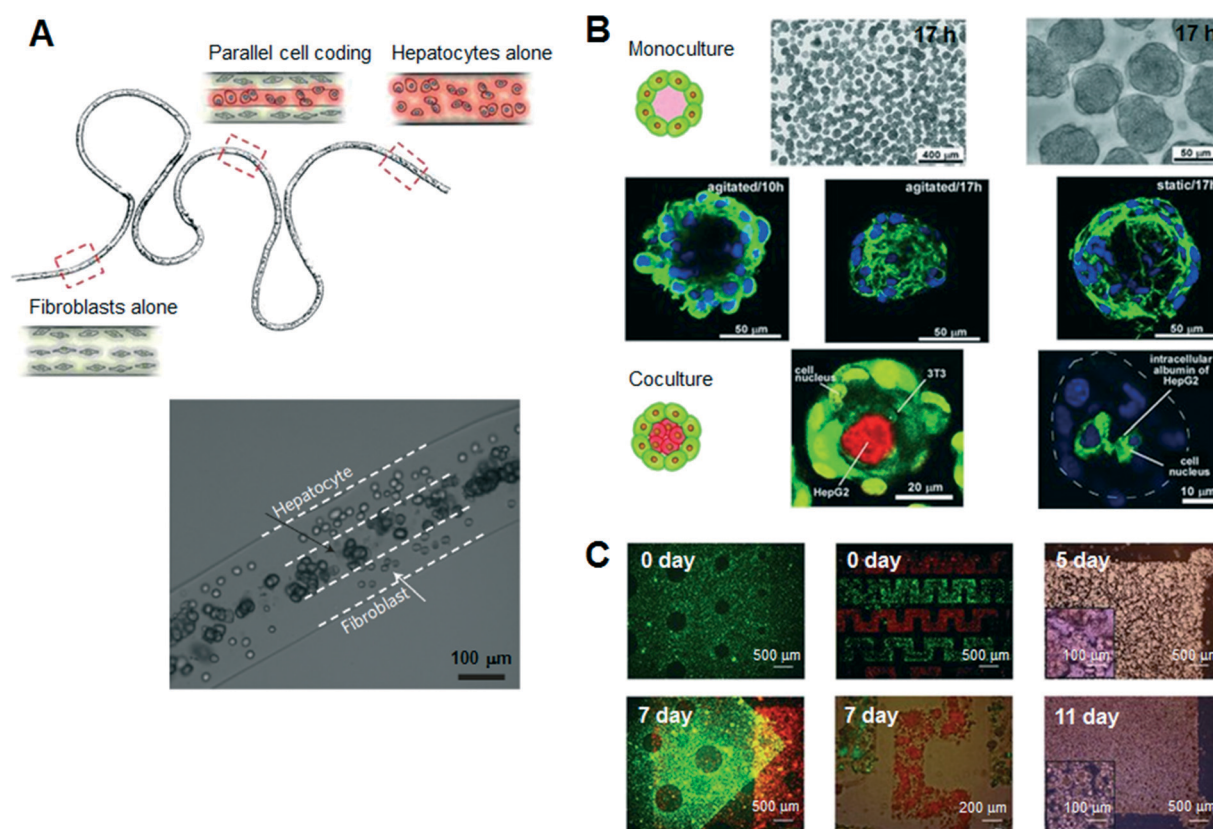 A
Parallel cell coding
Hepatocytes alone
Fibroblasts alone
Hepatocyte
Fibroblast
100 μm
B
Monoculture
17 h
400 μm
17 h
50 μm
agitated/10h
50 μm
agitated/17h
50 μm
static/17h
50 μm
Coculture
cell
nucleus
3T3
HepG2
20 μm
intracellular
albumin of
HepG2
cell
nucleus
10 μm
C
0 day
500 μm
0 day
500 μm
5 day
100 μm
500 μm
7 day
500 μm
7 day
200 μm
11 day
100 μm
500 μm